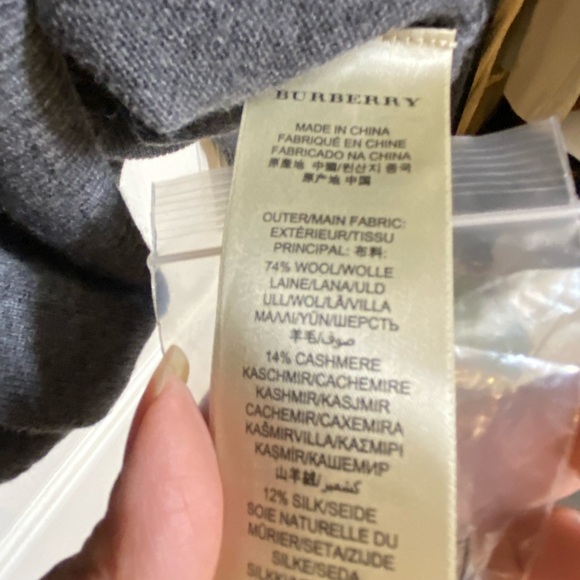 BURBERRY
MADE IN CHINA
FABRIQUÉ EN CHINE
FABRICADO NA CHINA
原產地 中國/원산지 중국
原产地 中国
OUTER/MAIN FABRIC:
EXTÉRIEUR/TISSU
PRINCIPAL: 布料:
74% WOOL/WOLLE
LAINE/LANA/ULD
ULL/WOL/LÃ/VILLA
ΜΑΛΛΙ/YÜN/ШЕРСТЬ
羊毛/صوف
14% CASHMERE
KASCHMIR/CACHEMIRE
KASHMIR/KASJMIR
CACHEMIR/CAXEMIRA
KAŠMIRVILLA/ΚΑΣΜΙΡΙ
KAŞMİR/КАШЕМИР
山羊絨/كشمير
12% SILK/SEIDE
SOIE NATURELLE DU
MÛRIER/SETA/ZIJDE
SILKE/SEDA